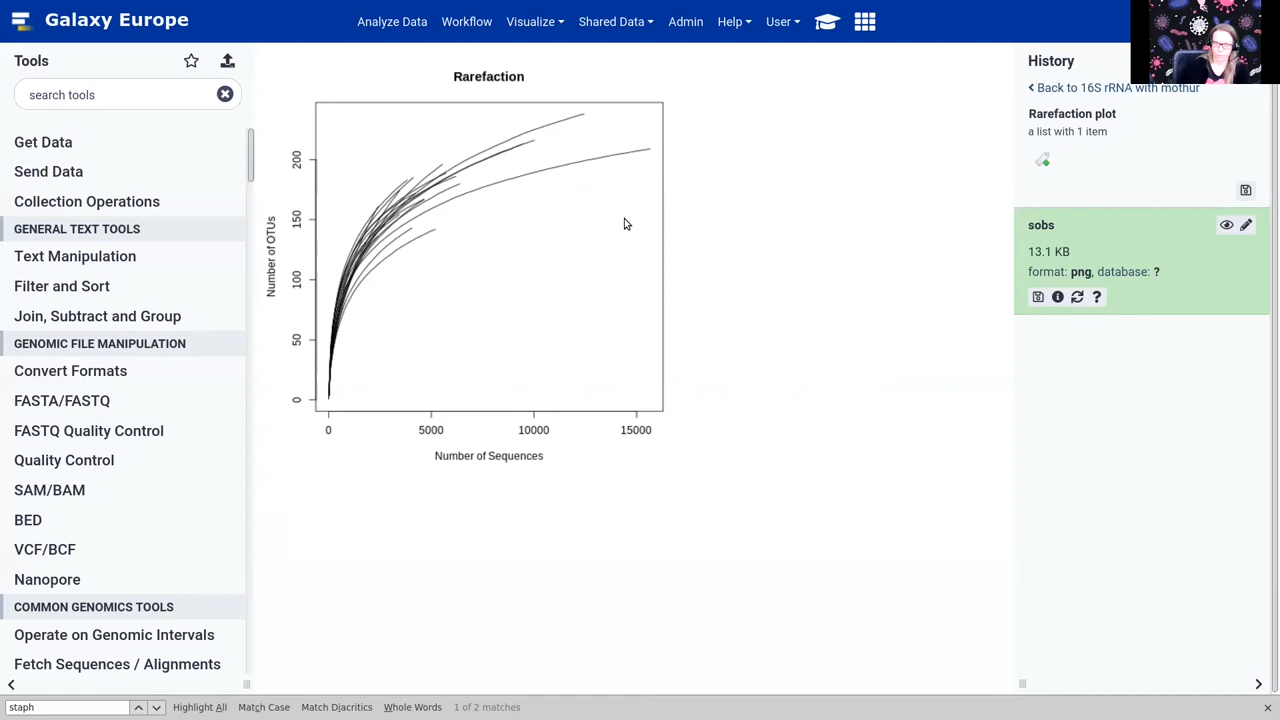 Galaxy Europe
Analyze Data Workflow Visualize Shared Data Admin Help User
Tools
search tools
Get Data
Send Data
Collection Operations
GENERAL TEXT TOOLS
Text Manipulation
Filter and Sort
Join, Subtract and Group
GENOMIC FILE MANIPULATION
Convert Formats
FASTA/FASTQ
FASTQ Quality Control
Quality Control
SAM/BAM
BED
VCF/BCF
Nanopore
COMMON GENOMICS TOOLS
Operate on Genomic Intervals
Fetch Sequences / Alignments
Rarefaction
Number of OTUs
200
150
100
50
0
0 5000 10000 15000
Number of Sequences
History
Back to 16S rRNA with mothur
Rarefaction plot
a list with 1 item
sobs
13.1 KB
format: png, database: ?
staph Highlight All Match Case Match Diacritics Whole Words 1 of 2 matches